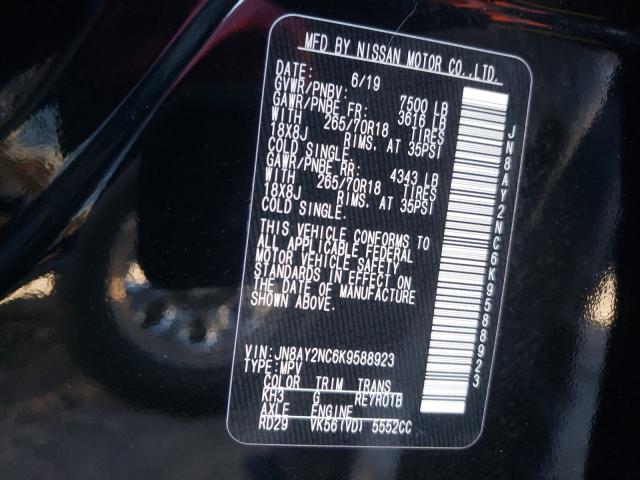 MFD BY NISSAN MOTOR CO.,LTD.
DATE: 6/19
GVWR/PNBV: 7500 LB
GAWR/PNBE FR: 3616 LB
WITH 265/70R18 TIRES
18X8J RIMS. AT 35PSI
COLD SINGLE.
GAWR/PNBE RR: 4343 LB
WITH 265/70R18 TIRES
18X8J RIMS. AT 35PSI
COLD SINGLE.
THIS VEHICLE CONFORMS TO
ALL APPLICABLE FEDERAL
MOTOR VEHICLE SAFETY
STANDARDS IN EFFECT ON
THE DATE OF MANUFACTURE
SHOWN ABOVE.
VIN: JN8AY2NC6K9588923
TYPE: MPV
COLOR TRIM TRANS
KH3 G RE7R01B
AXLE ENGINE
RD29 VK56(VD) 5552CC
JN8AY2NC6K9588923